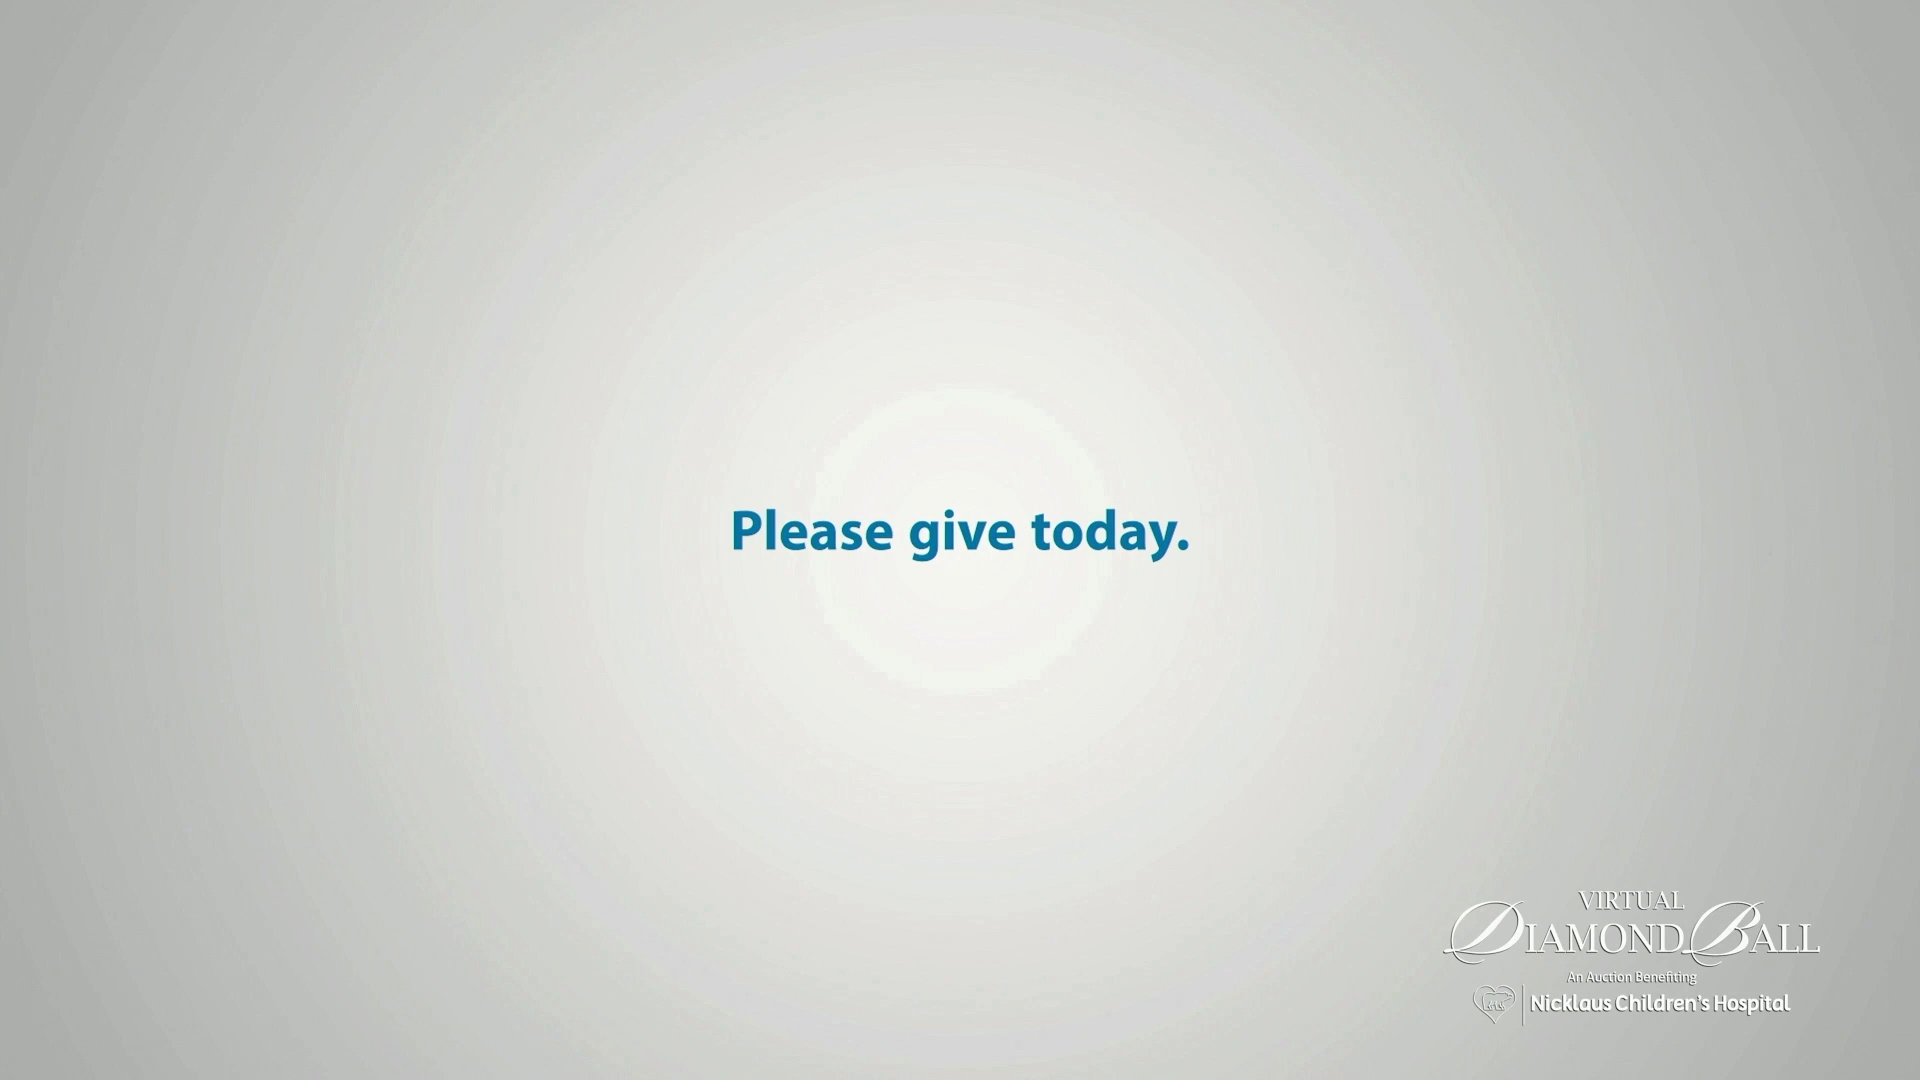 Please give today.
VIRTUAL
DIAMOND BALL
An Auction Benefiting
Nicklaus Children's Hospital